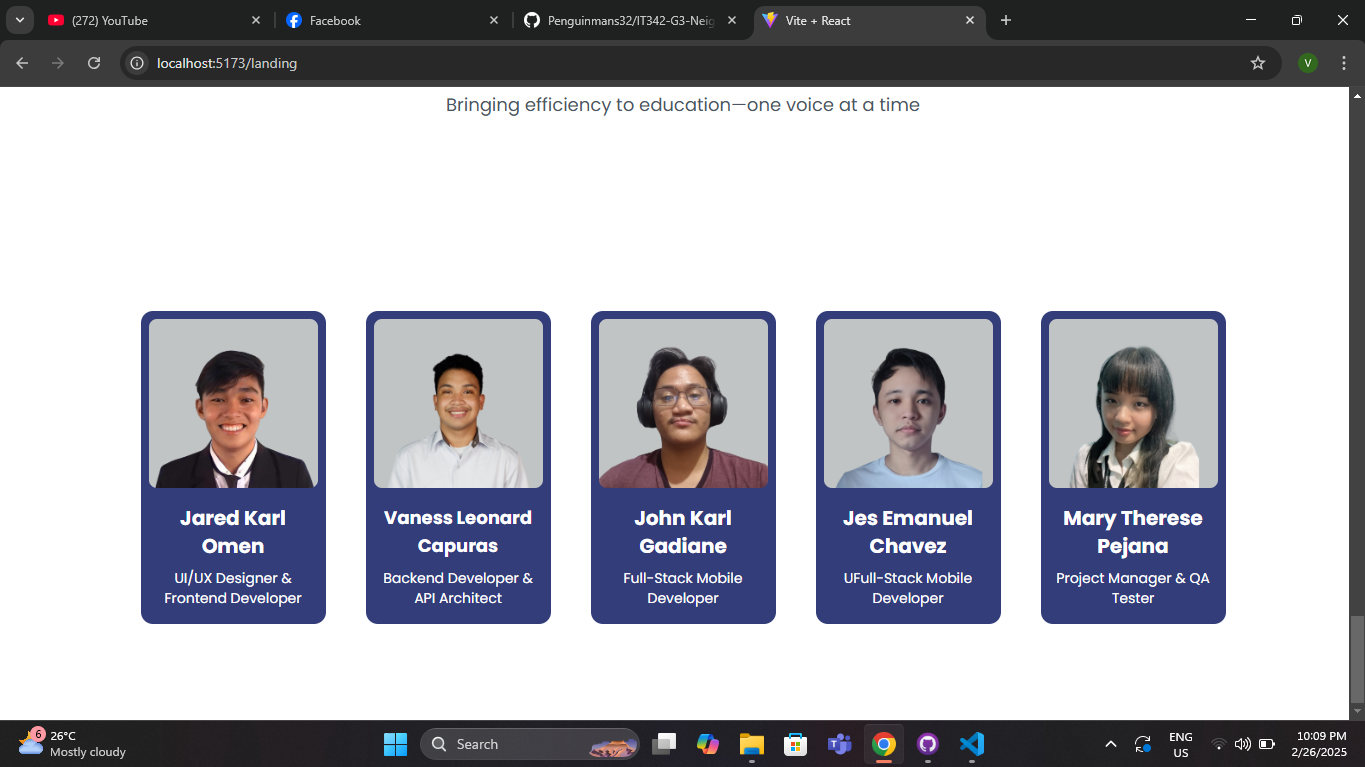 (272) YouTube
Facebook
Penguinmans32/IT342-G3-Neig
Vite + React
localhost:5173/landing
V
Bringing efficiency to education—one voice at a time
Jared Karl
Omen
UI/UX Designer &
Frontend Developer
Vaness Leonard
Capuras
Backend Developer &
API Architect
John Karl
Gadiane
Full-Stack Mobile
Developer
Jes Emanuel
Chavez
UFull-Stack Mobile
Developer
Mary Therese
Pejana
Project Manager & QA
Tester
6
26°C
Mostly cloudy
Search
ENG
US
10:09 PM
2/26/2025